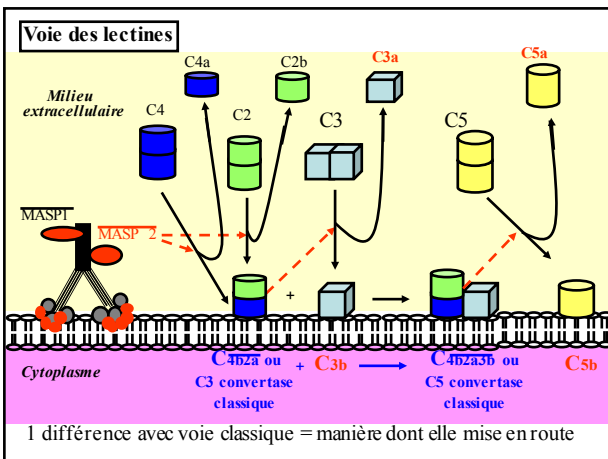 Voie des lectines
C4a
C2b
C3a
C5a
Milieu
extracellulaire
C4
C2
C3
C5
MASP1
MASP 2
+
C4b2a ou
C3 convertase
classique
+
C3b
C4b2a3b ou
C5 convertase
classique
C5b
Cytoplasme
1 différence avec voie classique = manière dont elle mise en route